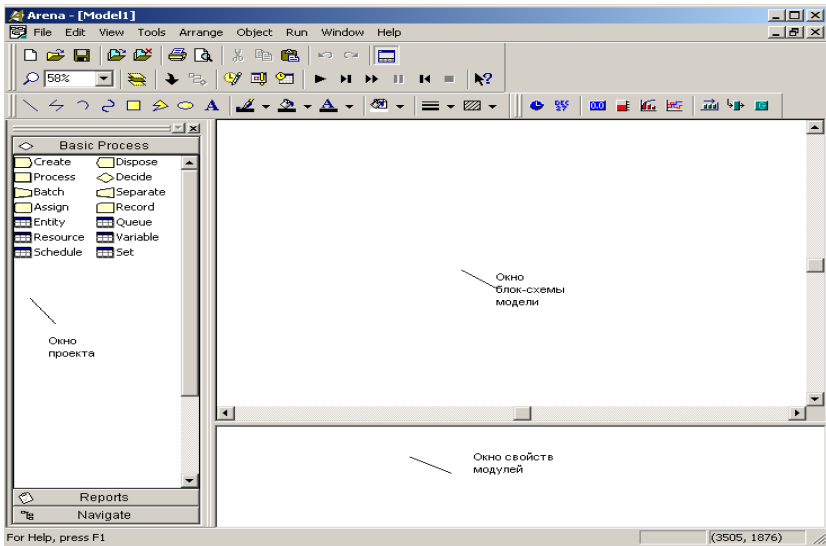 Arena - [Model1]
File Edit View Tools Arrange Object Run Window Help
58%
Basic Process
Create Dispose
Process Decide
Batch Separate
Assign Record
Entity Queue
Resource Variable
Schedule Set
Окно
проекта
Окно
блок-схемы
модели
Окно свойств
модулей
Reports
Navigate
For Help, press F1
(3505, 1876)